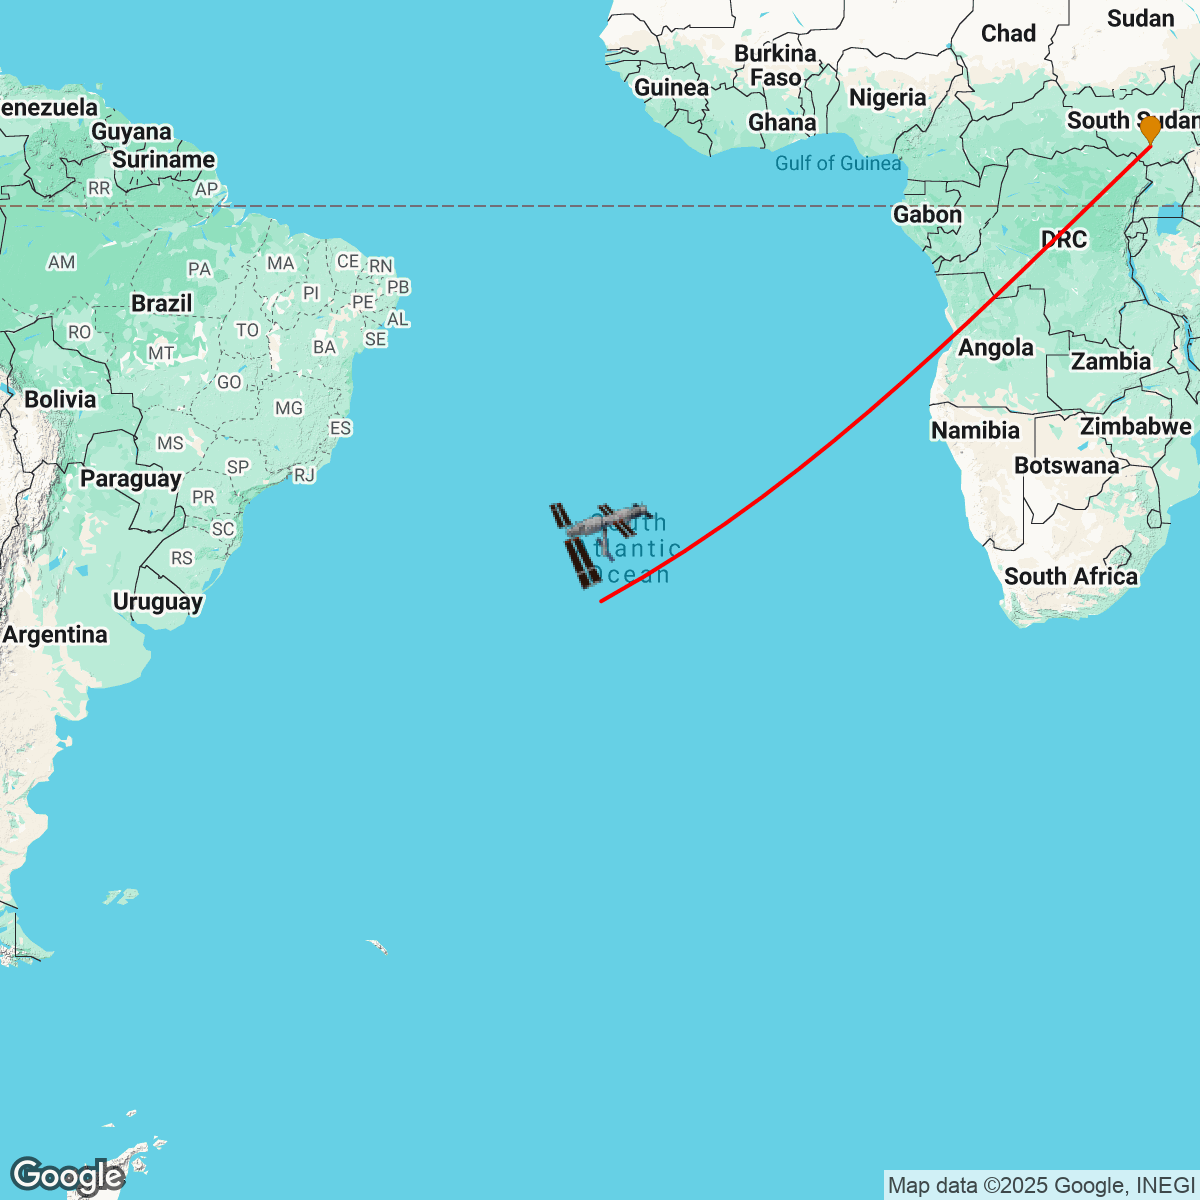 Sudan
Chad
Burkina
Faso
Guinea
Nigeria
enezuela
Ghana
South Sudan
Guyana
Suriname
Gulf of Guinea
RR
AP
Gabon
DRC
AM
PA
MA
CE
RN
PI
PE
PB
Brazil
AL
RO
TO
SE
MT
BA
Angola
Zambia
GO
Bolivia
MG
ES
Zimbabwe
Namibia
MS
SP
Botswana
Paraguay
RJ
PR
SC
South
Atlantic
Ocean
RS
South Africa
Uruguay
Argentina
Google
Map data ©2025 Google, INEGI